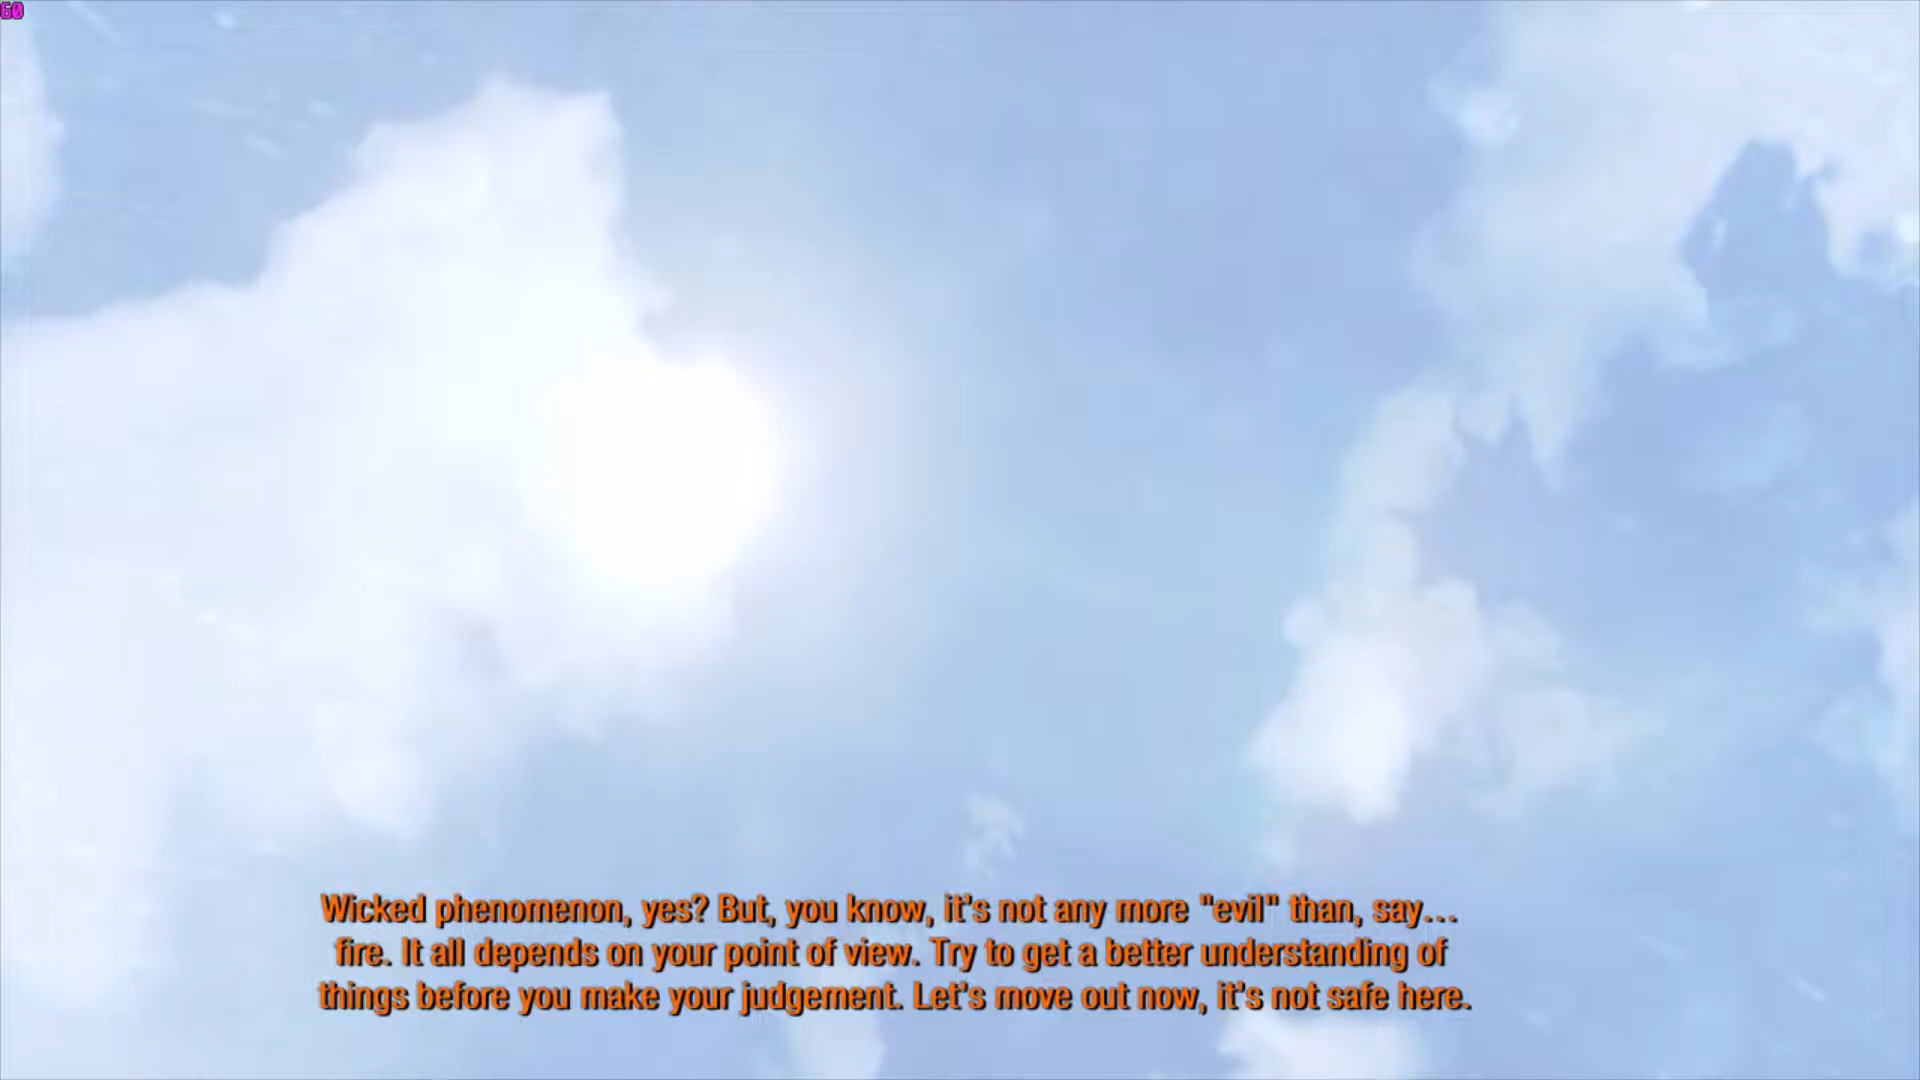 60
Wicked phenomenon, yes? But, you know, it's not any more "evil" than, say...
fire. It all depends on your point of view. Try to get a better understanding of
things before you make your judgement. Let's move out now, it's not safe here.